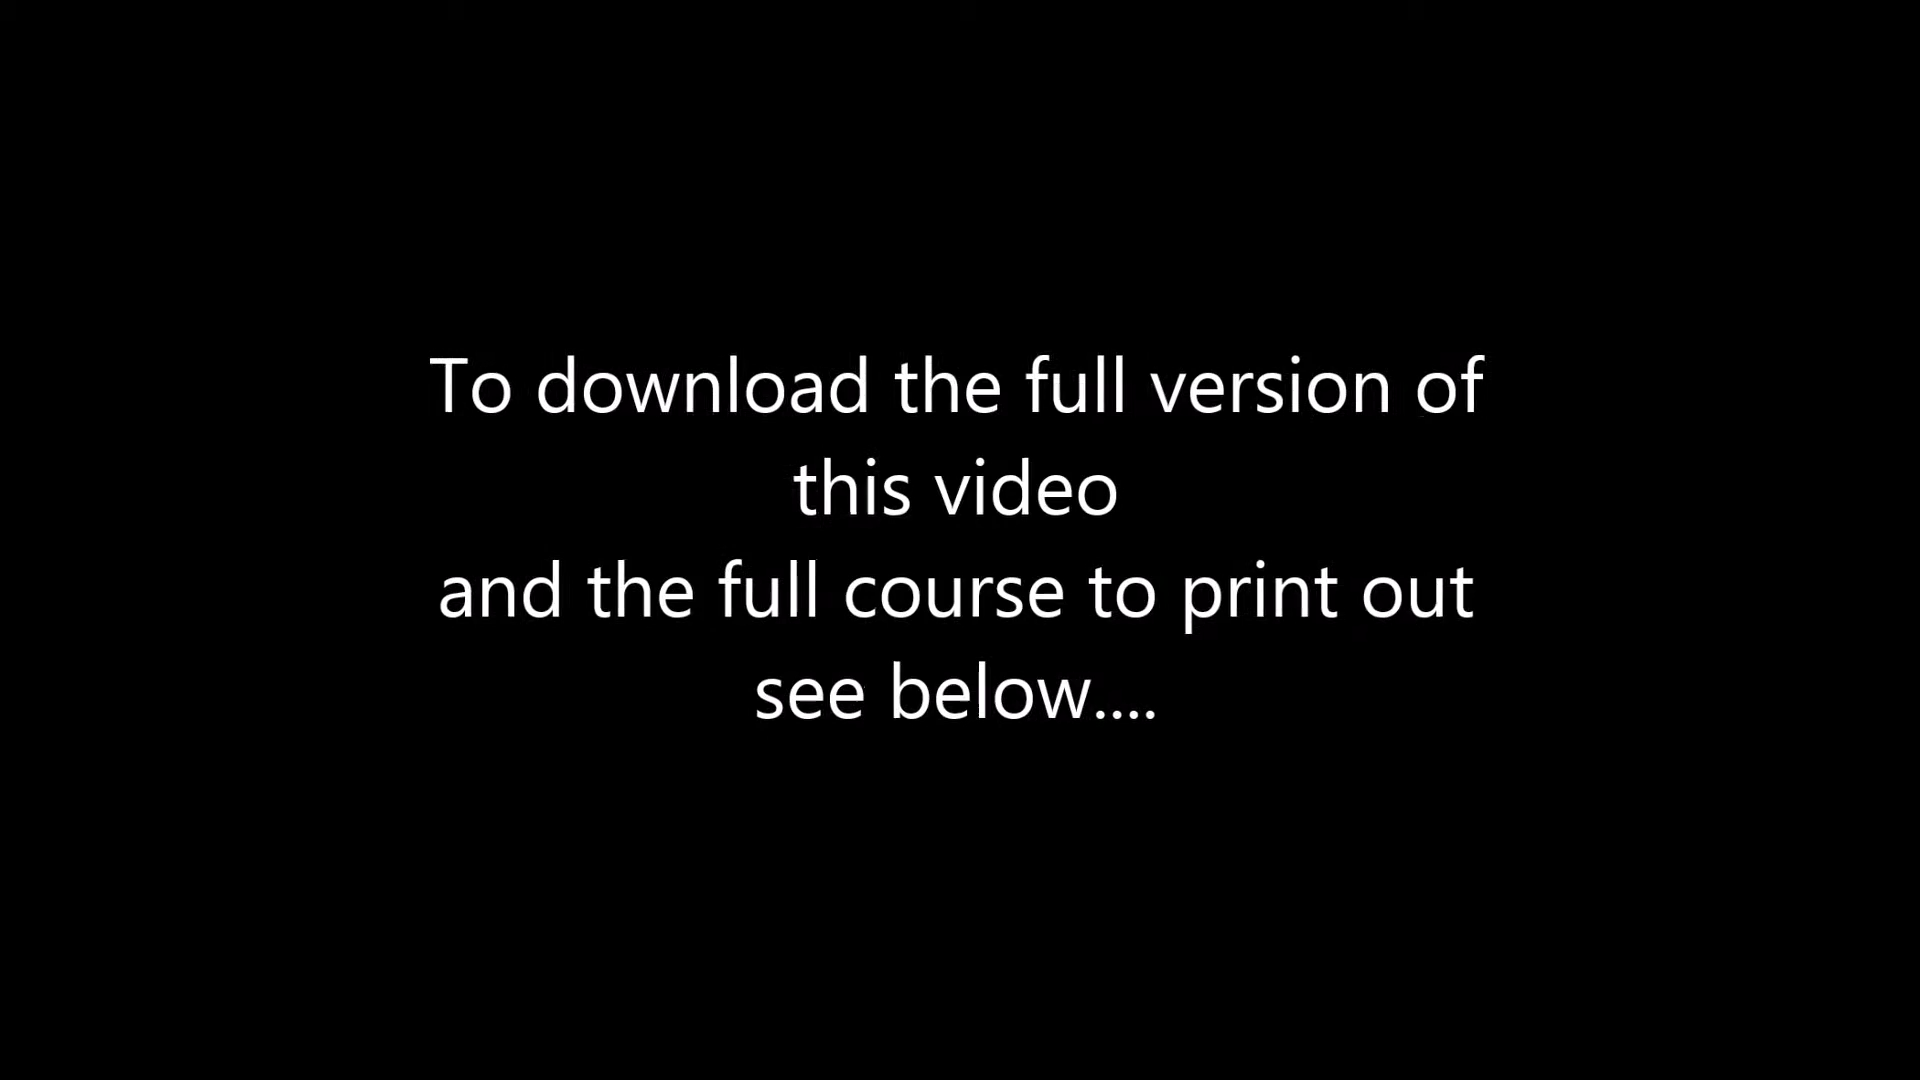 To download the full version of
this video
and the full course to print out
see below....